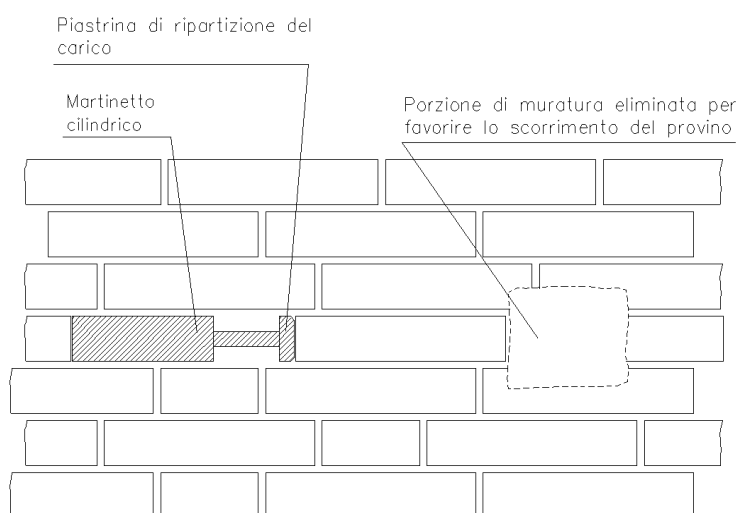 Piastrina di ripartizione del
carico
Martinetto
cilindrico
Porzione di muratura eliminata per
favorire lo scorrimento del provino